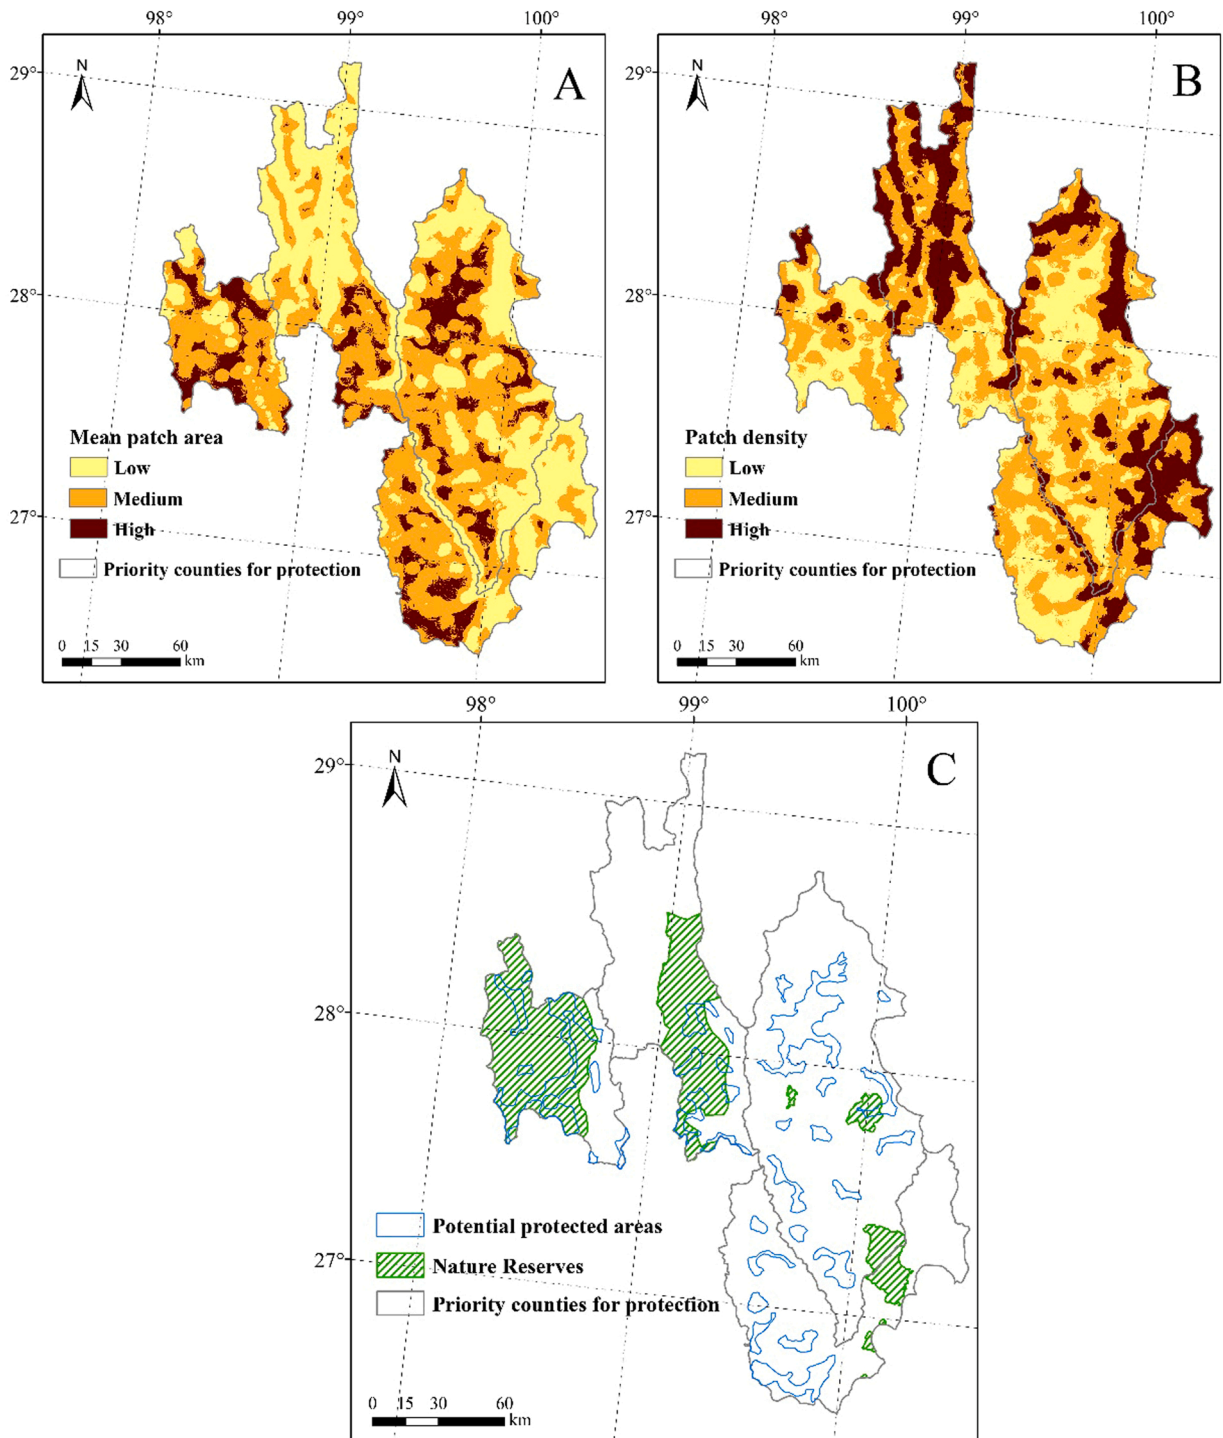 98° 99° 100°
29°
28°
27°
N
A
Mean patch area
Low
Medium
High
Priority counties for protection
0 15 30 60
km
98° 99° 100°
29°
28°
27°
N
B
Patch density
Low
Medium
High
Priority counties for protection
0 15 30 60
km
98° 99° 100°
29°
28°
27°
N
C
Potential protected areas
Nature Reserves
Priority counties for protection
0 15 30 60
km